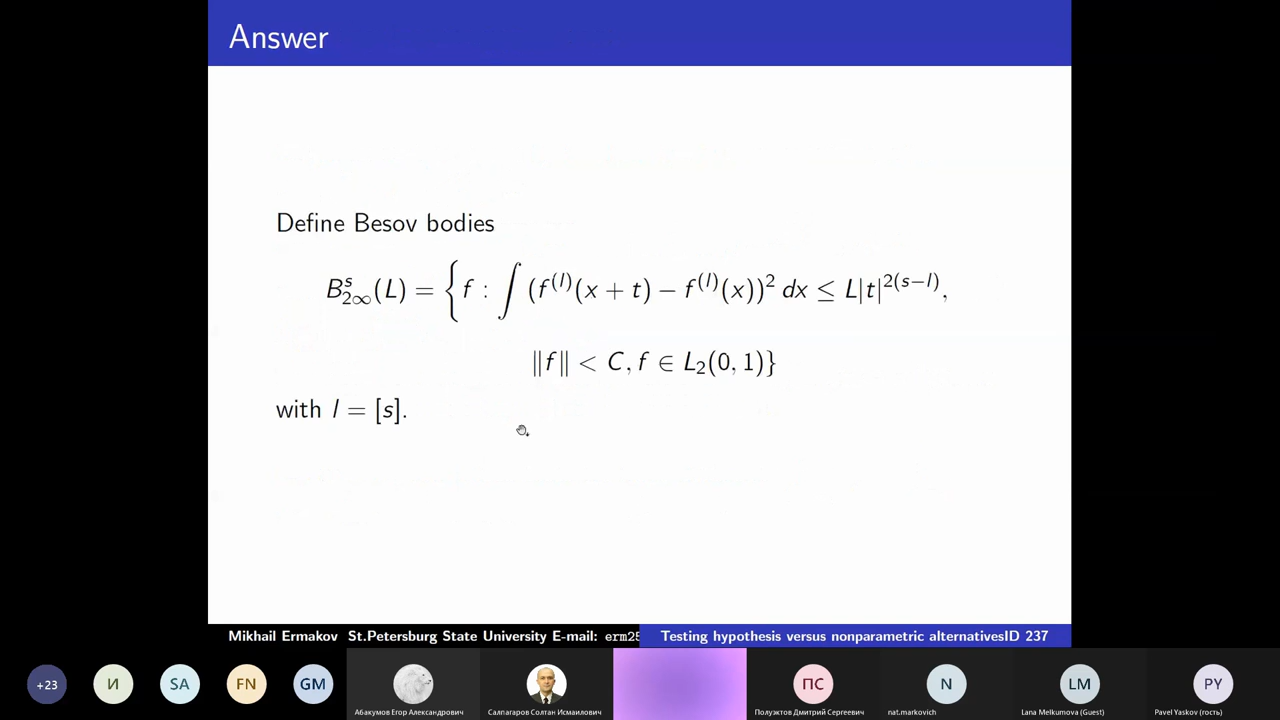 Answer
Define Besov bodies
B^s_{2∞}(L) = { f : ∫ (f^{(l)}(x + t) − f^{(l)}(x))^2 dx ≤ L|t|^{2(s−l)},
‖f‖ < C, f ∈ L_2(0, 1)}
with l = [s].
Mikhail Ermakov St.Petersburg State University E-mail: erm25
Testing hypothesis versus nonparametric alternativesID 237
+23
И
SA
FN
GM
ПС
N
LM
PY
Абакумов Егор Александрович
Салпагаров Солтан Исмаилович
Полуэктов Дмитрий Сергеевич
nat.markovich
Lana Melkumova (Guest)
Pavel Yaskov (гость)